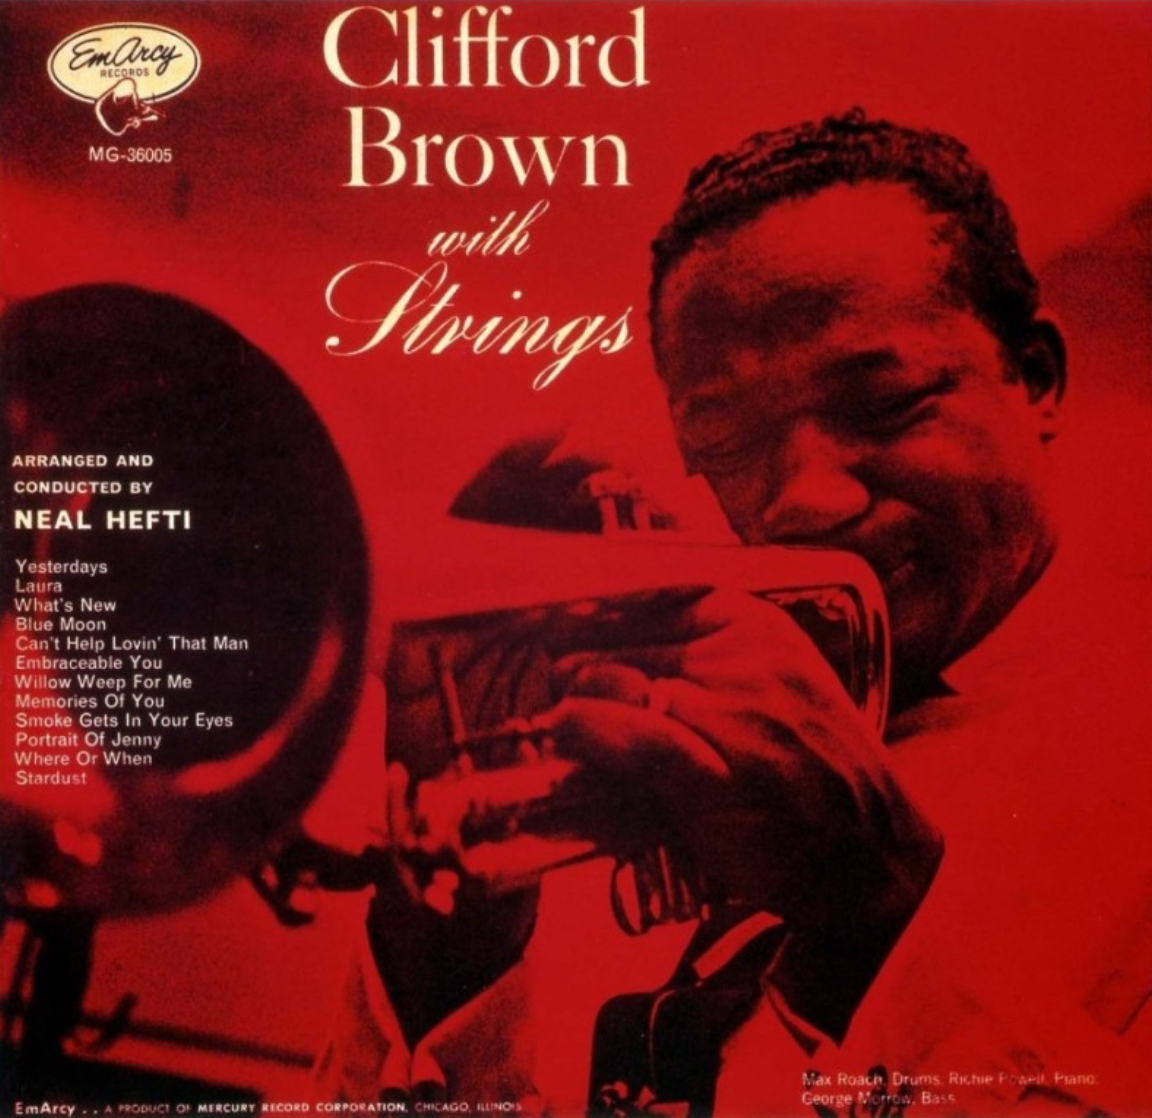 EmArcy
RECORDS
MG-36005
Clifford
Brown
with
Strings
ARRANGED AND
CONDUCTED BY
NEAL HEFTI
Yesterdays
Laura
What's New
Blue Moon
Can't Help Lovin' That Man
Embraceable You
Willow Weep For Me
Memories Of You
Smoke Gets In Your Eyes
Portrait Of Jenny
Where Or When
Stardust
Max Roach, Drums. Richie Powell, Piano;
George Morrow, Bass
EmArcy . . A PRODUCT OF MERCURY RECORD CORPORATION, CHICAGO, ILLINOIS